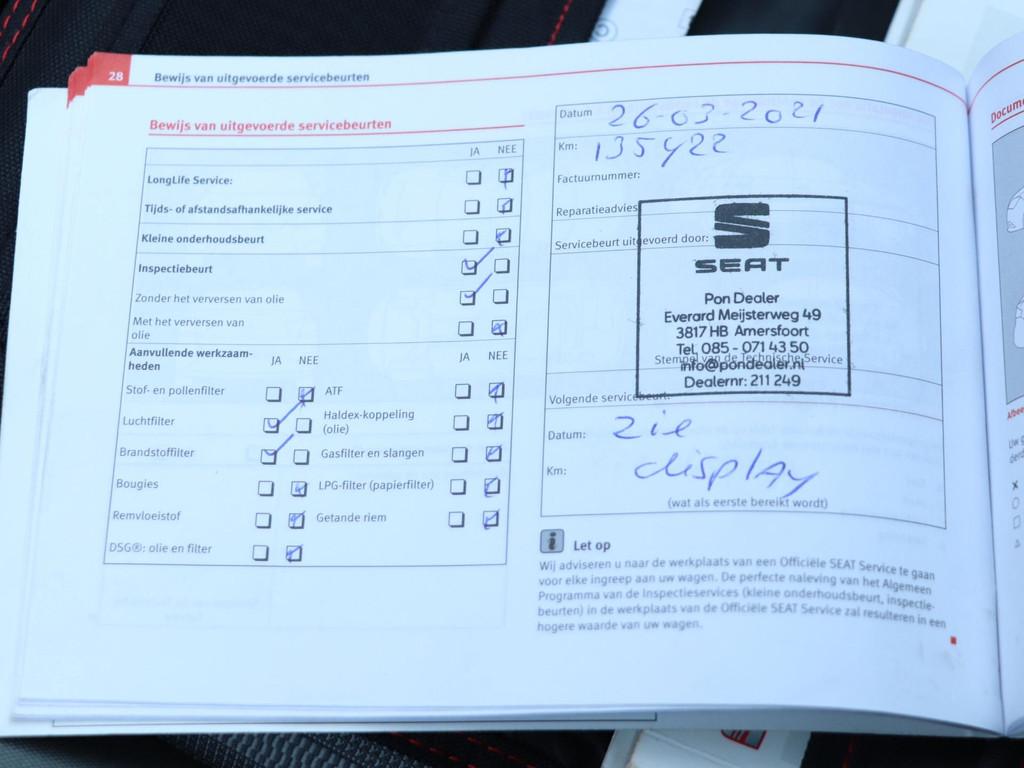 28 Bewijs van uitgevoerde servicebeurten
Bewijs van uitgevoerde servicebeurten
JA NEE
LongLife Service:
Tijds- of afstandsafhankelijke service
Kleine onderhoudsbeurt
Inspectiebeurt
Zonder het verversen van olie
Met het verversen van
olie
Aanvullende werkzaam-
heden
JA NEE JA NEE
Stof- en pollenfilter ATF
Luchtfilter Haldex-koppeling
(olie)
Brandstoffilter Gasfilter en slangen
Bougies LPG-filter (papierfilter)
Remvloeistof Getande riem
DSG®: olie en filter
Datum 26-03-2021
Km: 135422
Factuurnummer:
Reparatieadvies
Servicebeurt uitgevoerd door:
SEAT
Pon Dealer
Everard Meijsterweg 49
3817 HB Amersfoort
Tel. 085 - 071 43 50
info@pondealer.nl
Dealernr: 211 249
Stempel van de Technische Service
Volgende servicebeurt:
Datum: zie
Km: display
(wat als eerste bereikt wordt)
i Let op
Wij adviseren u naar de werkplaats van een Officiële SEAT Service te gaan
voor elke ingreep aan uw wagen. De perfecte naleving van het Algemeen
Programma van de Inspectieservices (kleine onderhoudsbeurt, inspectie-
beurten) in de werkplaats van de Officiële SEAT Service zal resulteren in een
hogere waarde van uw wagen.
Docume